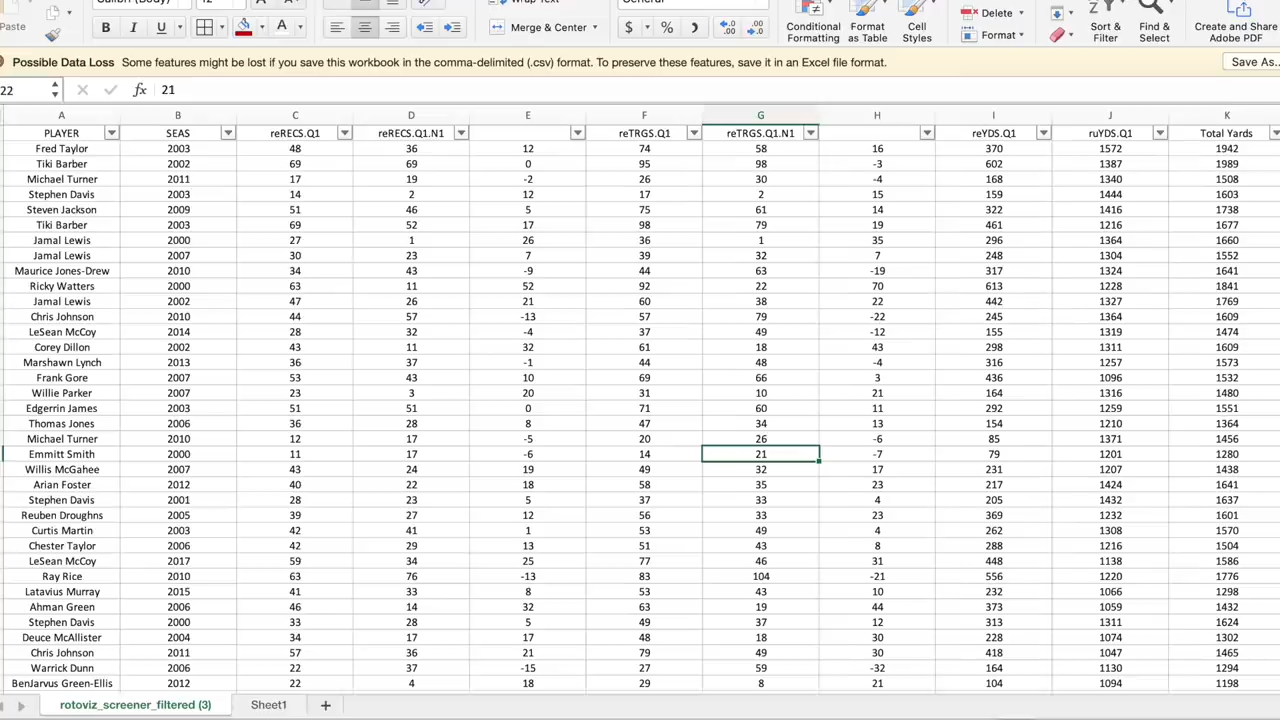 Paste
General
Wrap Text
B I U A Merge & Center $ % Conditional Formatting Format as Table Cell Styles Delete Format Sort & Filter Find & Select Create and Share Adobe PDF
Possible Data Loss Some features might be lost if you save this workbook in the comma-delimited (.csv) format. To preserve these features, save it in an Excel file format. Save As...
22 fx 21
A B C D E F G H I J K
PLAYER SEAS reRECS.Q1 reRECS.Q1.N1 reTRGS.Q1 reTRGS.Q1.N1 reYDS.Q1 ruYDS.Q1 Total Yards
Fred Taylor 2003 48 36 12 74 58 16 370 1572 1942
Tiki Barber 2002 69 69 0 95 98 -3 602 1387 1989
Michael Turner 2011 17 19 -2 26 30 -4 168 1340 1508
Stephen Davis 2003 14 2 12 17 2 15 159 1444 1603
Steven Jackson 2009 51 46 5 75 61 14 322 1416 1738
Tiki Barber 2003 69 52 17 98 79 19 461 1216 1677
Jamal Lewis 2000 27 1 26 36 1 35 296 1364 1660
Jamal Lewis 2007 30 23 7 39 32 7 248 1304 1552
Maurice Jones-Drew 2010 34 43 -9 44 63 -19 317 1324 1641
Ricky Watters 2000 63 11 52 92 22 70 613 1228 1841
Jamal Lewis 2002 47 26 21 60 38 22 442 1327 1769
Chris Johnson 2010 44 57 -13 57 79 -22 245 1364 1609
LeSean McCoy 2014 28 32 -4 37 49 -12 155 1319 1474
Corey Dillon 2002 43 11 32 61 18 43 298 1311 1609
Marshawn Lynch 2013 36 37 -1 44 48 -4 316 1257 1573
Frank Gore 2007 53 43 10 69 66 3 436 1096 1532
Willie Parker 2007 23 3 20 31 10 21 164 1316 1480
Edgerrin James 2003 51 51 0 71 60 11 292 1259 1551
Thomas Jones 2006 36 28 8 47 34 13 154 1210 1364
Michael Turner 2010 12 17 -5 20 26 -6 85 1371 1456
Emmitt Smith 2000 11 17 -6 14 21 -7 79 1201 1280
Willis McGahee 2007 43 24 19 49 32 17 231 1207 1438
Arian Foster 2012 40 22 18 58 35 23 217 1424 1641
Stephen Davis 2001 28 23 5 37 33 4 205 1432 1637
Reuben Droughns 2005 39 27 12 56 33 23 369 1232 1601
Curtis Martin 2003 42 41 1 53 49 4 262 1308 1570
Chester Taylor 2006 42 29 13 51 43 8 288 1216 1504
LeSean McCoy 2017 59 34 25 77 46 31 448 1138 1586
Ray Rice 2010 63 76 -13 83 104 -21 556 1220 1776
Latavius Murray 2015 41 33 8 53 43 10 232 1066 1298
Ahman Green 2006 46 14 32 63 19 44 373 1059 1432
Stephen Davis 2000 33 28 5 49 37 12 313 1311 1624
Deuce McAllister 2004 34 17 17 48 18 30 228 1074 1302
Chris Johnson 2011 57 36 21 79 49 30 418 1047 1465
Warrick Dunn 2006 22 37 -15 27 59 -32 164 1130 1294
BenJarvus Green-Ellis 2012 22 4 18 29 8 21 104 1094 1198
rotoviz_screener_filtered (3) Sheet1 +